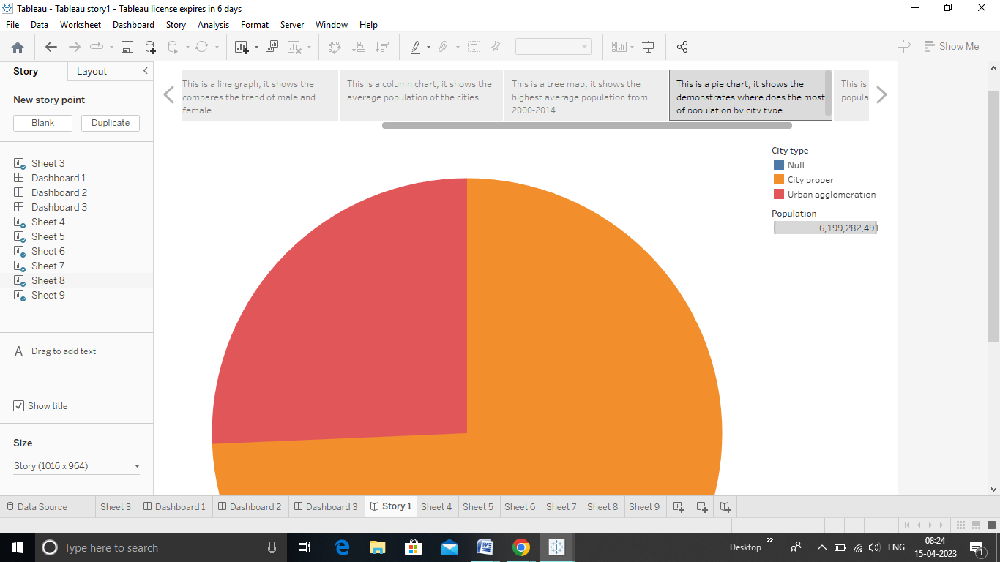 Tableau - Tableau story1 - Tableau license expires in 6 days
File Data Worksheet Dashboard Story Analysis Format Server Window Help
Show Me
Story Layout
New story point
Blank Duplicate
Sheet 3
Dashboard 1
Dashboard 2
Dashboard 3
Sheet 4
Sheet 5
Sheet 6
Sheet 7
Sheet 8
Sheet 9
A Drag to add text
Show title
Size
Story (1016 x 964)
This is a line graph, it shows the
compares the trend of male and
female.
This is a column chart, it shows the
average population of the cities.
This is a tree map, it shows the
highest average population from
2000-2014.
This is a pie chart, it shows the
demonstrates where does the most
of population by city type.
This is
popula
City type
Null
City proper
Urban agglomeration
Population
6,199,282,491
Data Source Sheet 3 Dashboard 1 Dashboard 2 Dashboard 3 Story 1 Sheet 4 Sheet 5 Sheet 6 Sheet 7 Sheet 8 Sheet 9
Type here to search
Desktop
ENG
08:24
15-04-2023
1